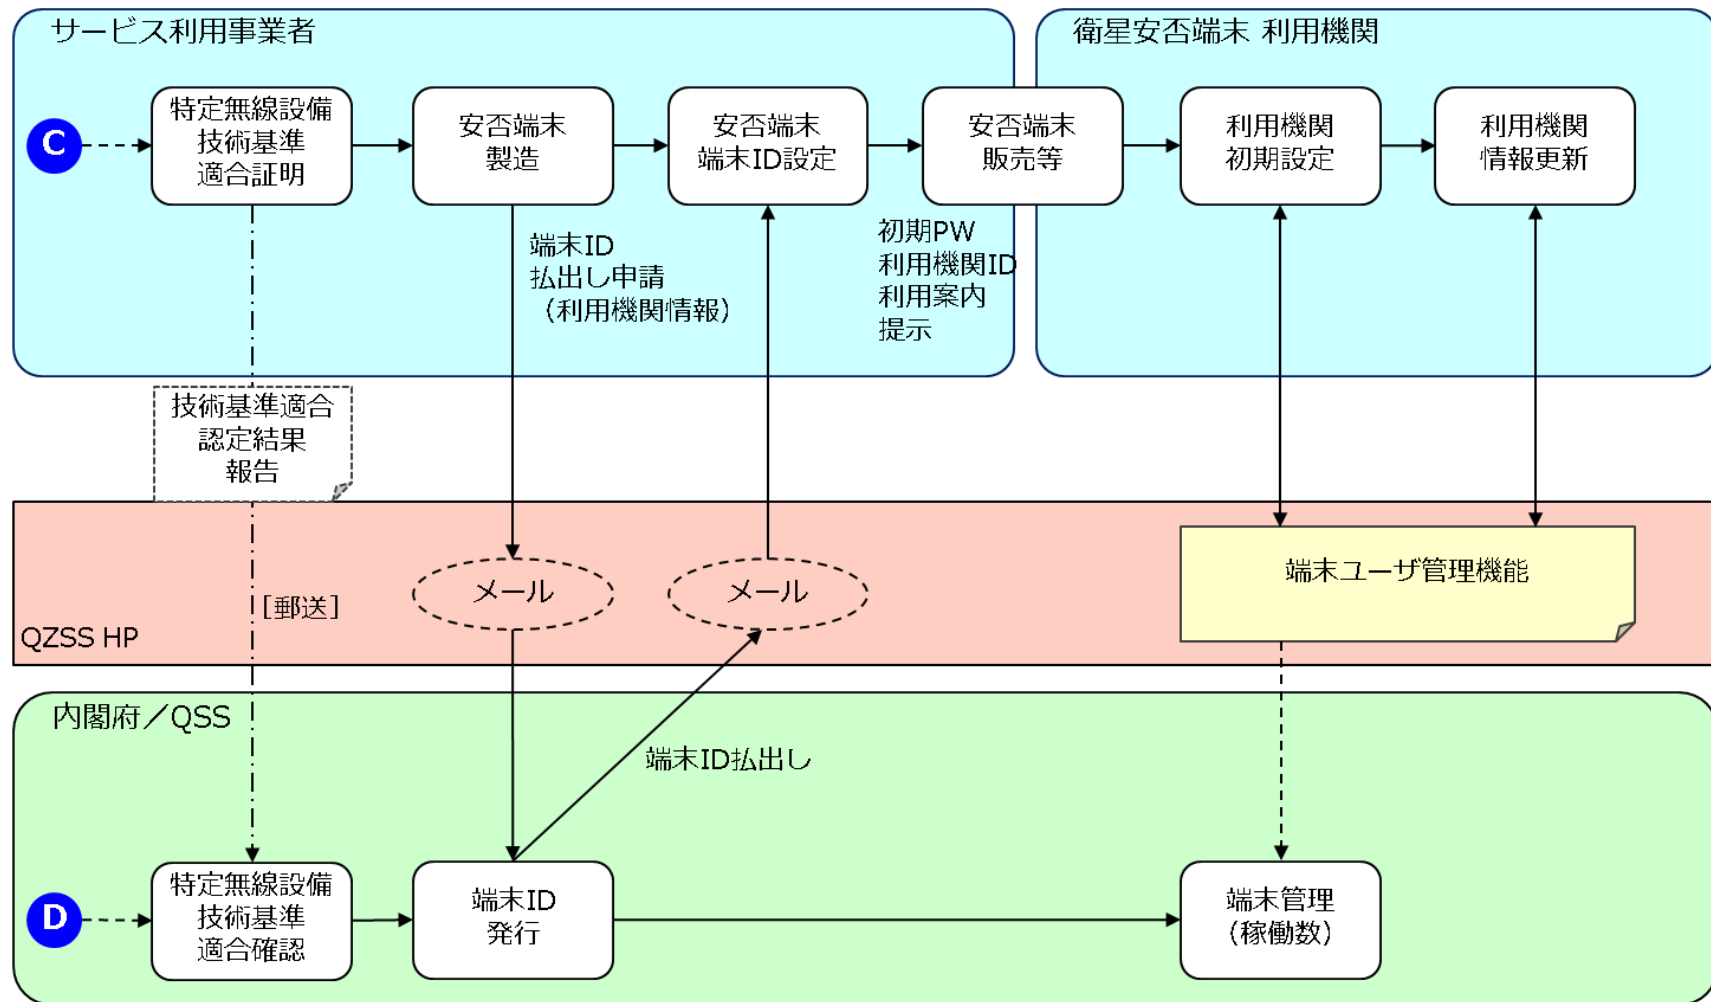 サービス利用事業者
衛星安否端末 利用機関
C
特定無線設備
技術基準
適合証明
安否端末
製造
安否端末
端末ID設定
安否端末
販売等
利用機関
初期設定
利用機関
情報更新
端末ID
払出し申請
（利用機関情報）
初期PW
利用機関ID
利用案内
提示
技術基準適合
認定結果
報告
[郵送]
メール
メール
端末ユーザ管理機能
QZSS HP
内閣府／QSS
端末ID払出し
D
特定無線設備
技術基準
適合確認
端末ID
発行
端末管理
（稼働数）